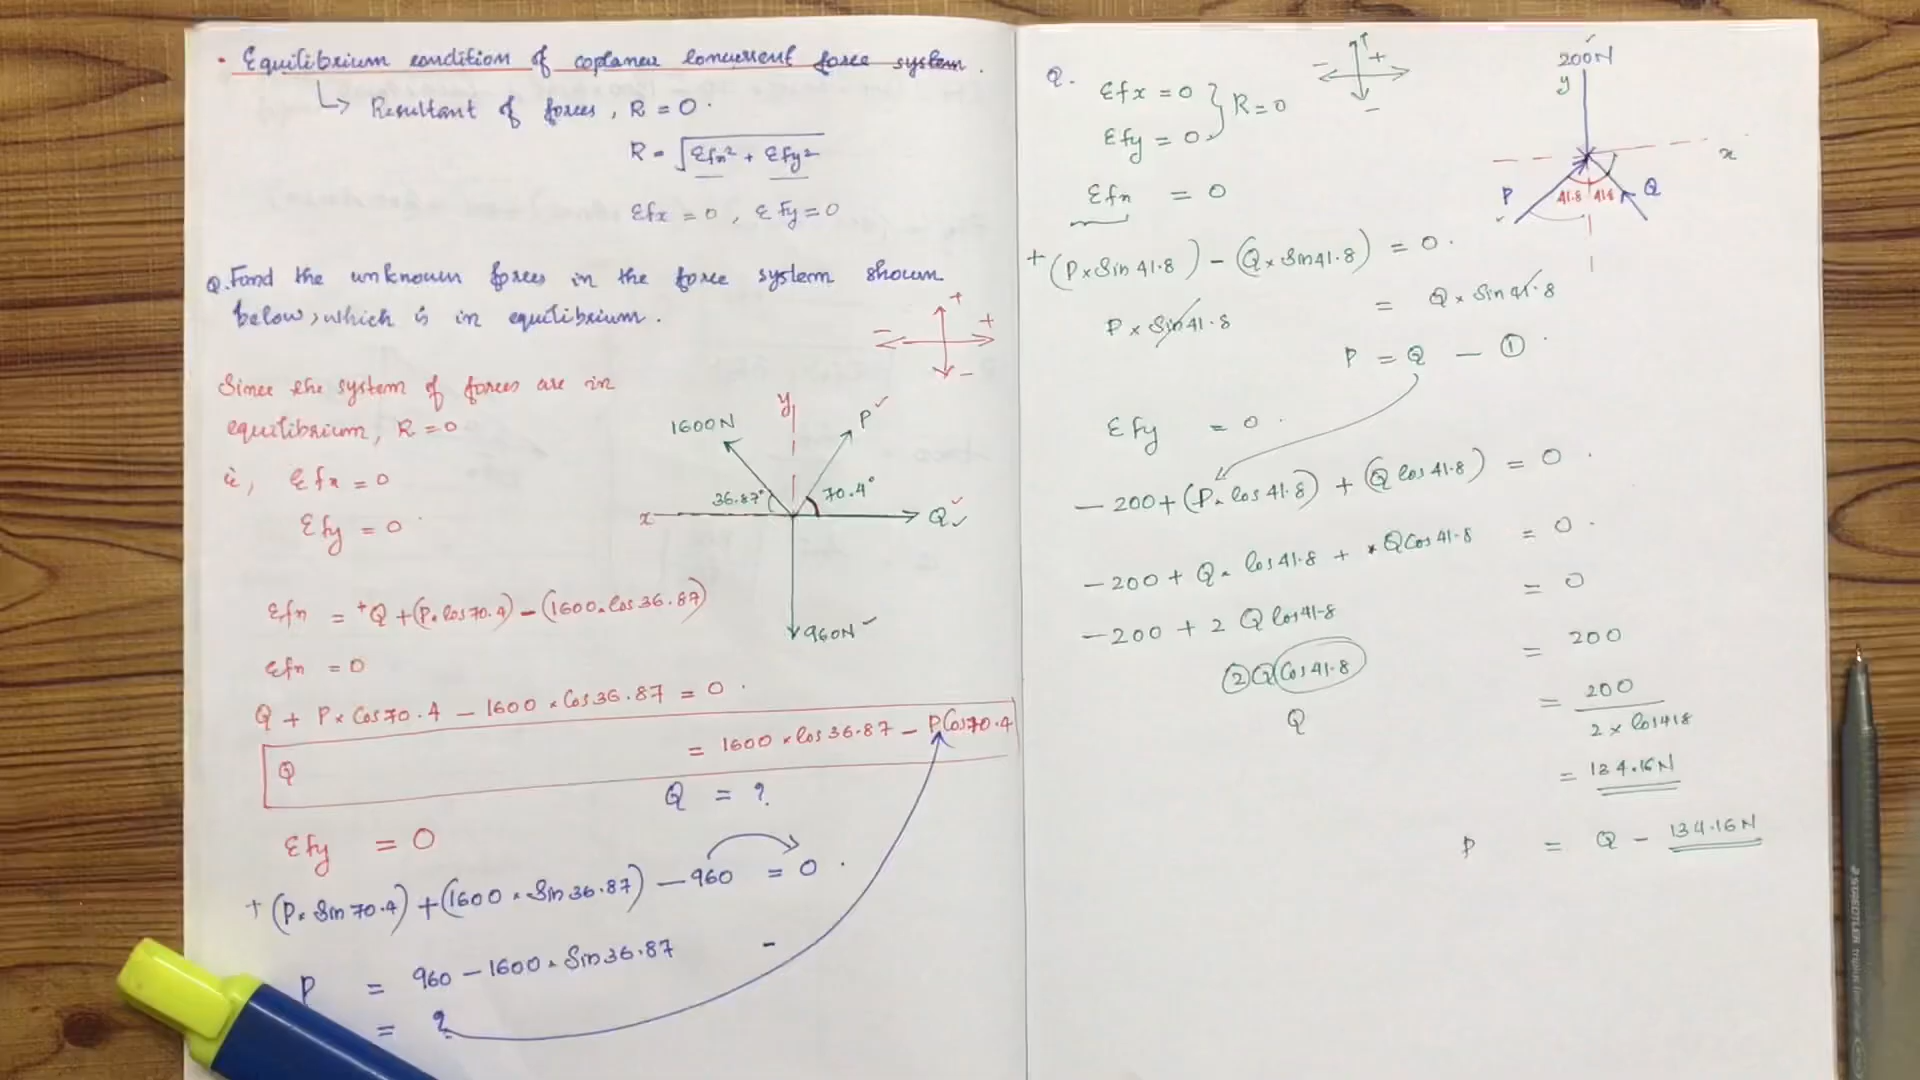 • Equilibrium condition of coplanar concurrent force system.
↳ Resultant of forces, R = 0.
R = √Σfx² + Σfy²
Σfx = 0, Σfy = 0
Q. Find the unknown forces in the force system shown
below, which is in equilibrium.
+
− +
−
Since the system of forces are in
equilibrium, R = 0
ie, Σfx = 0
Σfy = 0
y
1600N P ✓
36.87° 70.4°
x Q ✓
960N
Σfx = +Q + (P × Cos 70.4) − (1600 × Cos 36.87)
Σfx = 0
Q + P × Cos 70.4 − 1600 × Cos 36.87 = 0.
Q = 1600 × Cos 36.87 − P Cos 70.4
Q = ?
Σfy = 0
+ (P × Sin 70.4) + (1600 × Sin 36.87) − 960 = 0.
P = 960 − 1600 × Sin 36.87 −
= ?
Q. Σfx = 0
Σfy = 0 } R = 0
− +
−
200N
y
x
P 41.8 41.8 Q
Σfx = 0
+ (P × Sin 41.8) − (Q × Sin 41.8) = 0.
P × Sin 41.8 = Q × Sin 41.8
P = Q — ①
Σfy = 0.
− 200 + (P × Cos 41.8) + (Q Cos 41.8) = 0.
− 200 + Q × Cos 41.8 + Q Cos 41.8 = 0.
− 200 + 2 Q Cos 41.8 = 0
2 Q Cos 41.8 = 200
Q = 200
2 × Cos 41.8
= 134.16N
P = Q − 134.16N
STAEDTLER